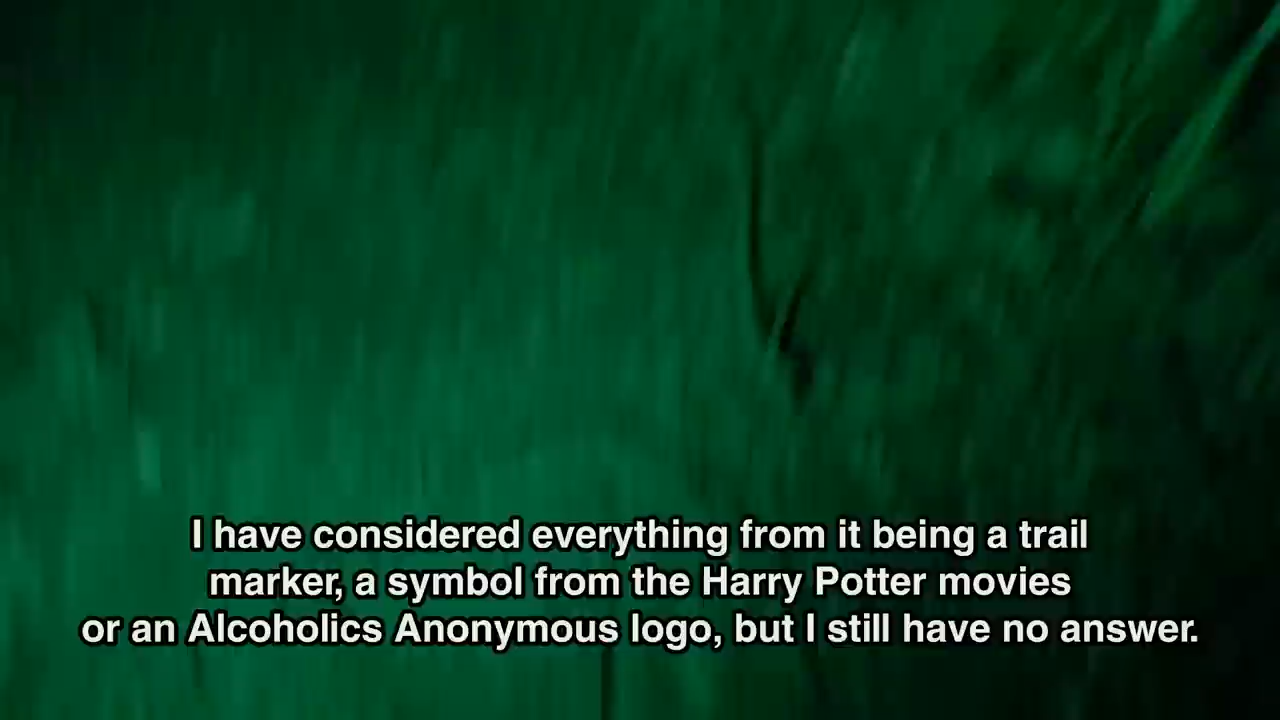 I have considered everything from it being a trail
marker, a symbol from the Harry Potter movies
or an Alcoholics Anonymous logo, but I still have no answer.